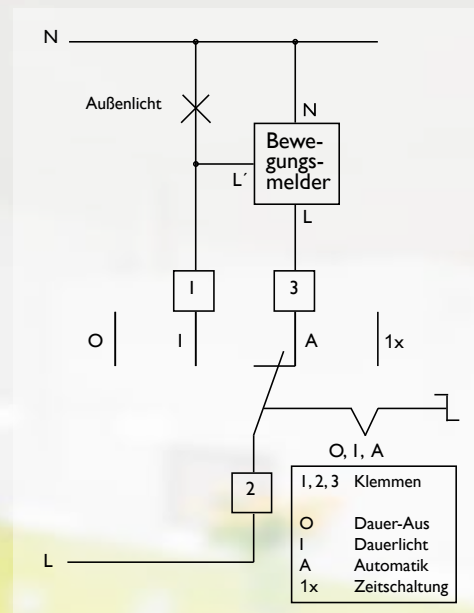 N
Außenlicht
N
Bewe-
gungs-
melder
L´
L
1
3
O
I
A
1x
O, I, A
2
1, 2, 3 Klemmen
O Dauer-Aus
I Dauerlicht
A Automatik
1x Zeitschaltung
L